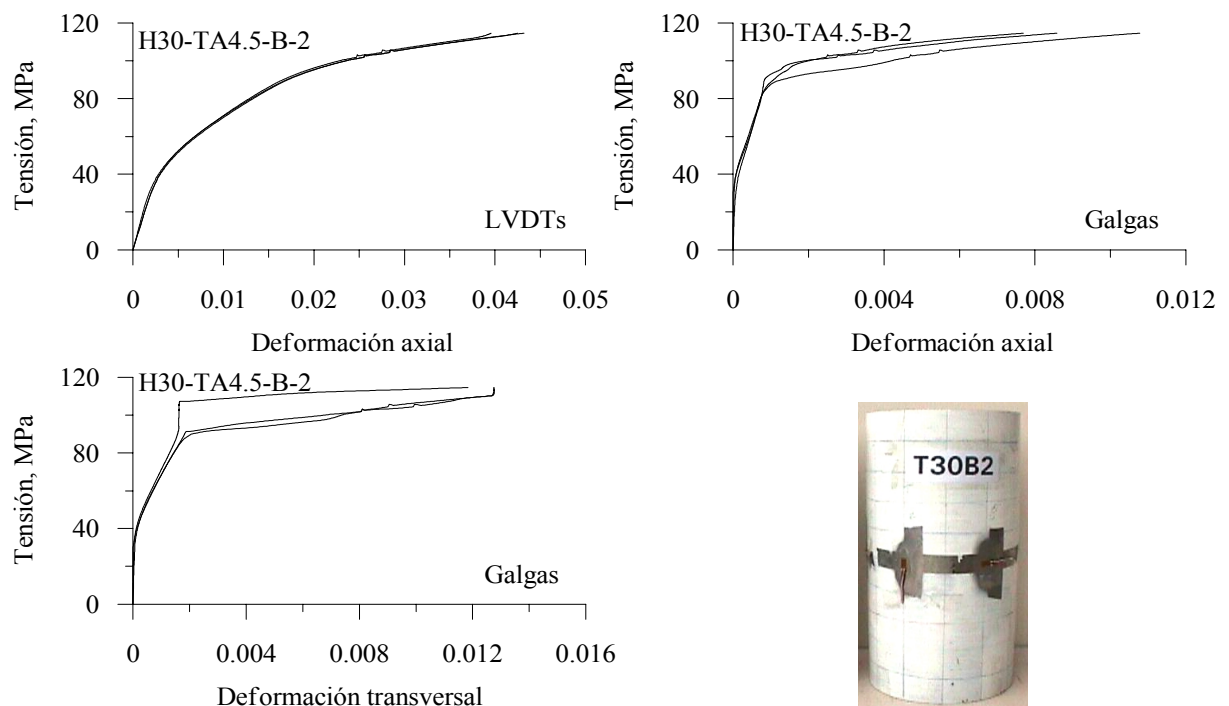 H30-TA4.5-B-2
Tensión, MPa
120
80
40
0
LVDTs
0 0.01 0.02 0.03 0.04 0.05
Deformación axial
H30-TA4.5-B-2
Tensión, MPa
120
80
40
0
Galgas
0 0.004 0.008 0.012
Deformación axial
H30-TA4.5-B-2
Tensión, MPa
120
80
40
0
Galgas
0 0.004 0.008 0.012 0.016
Deformación transversal
T30B2